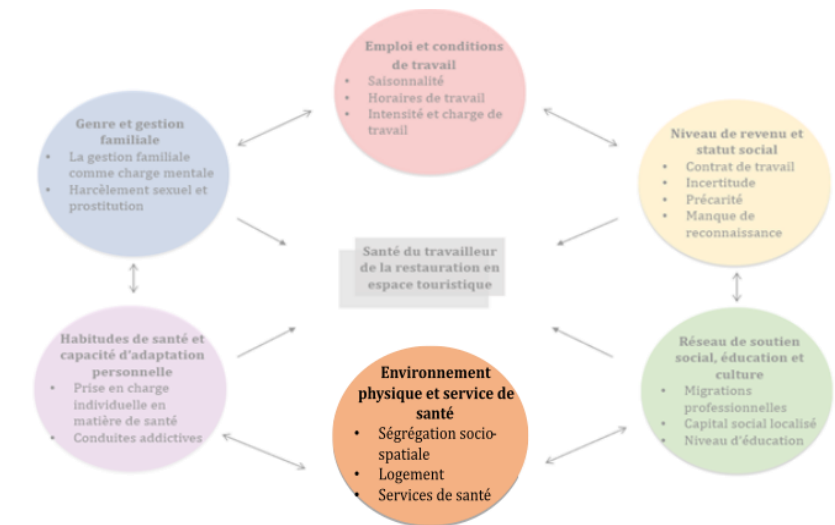 Emploi et conditions
de travail
• Saisonnalité
• Horaires de travail
• Intensité et charge de
travail
Genre et gestion
familiale
• La gestion familiale
comme charge mentale
• Harcèlement sexuel et
prostitution
Niveau de revenu et
statut social
• Contrat de travail
• Incertitude
• Précarité
• Manque de
reconnaissance
Santé du travailleur
de la restauration en
espace touristique
Habitudes de santé et
capacité d'adaptation
personnelle
• Prise en charge
individuelle en
matière de santé
• Conduites addictives
Environnement
physique et service de
santé
• Ségrégation socio-
spatiale
• Logement
• Services de santé
Réseau de soutien
social, éducation et
culture
• Migrations
professionnelles
• Capital social localisé
• Niveau d'éducation